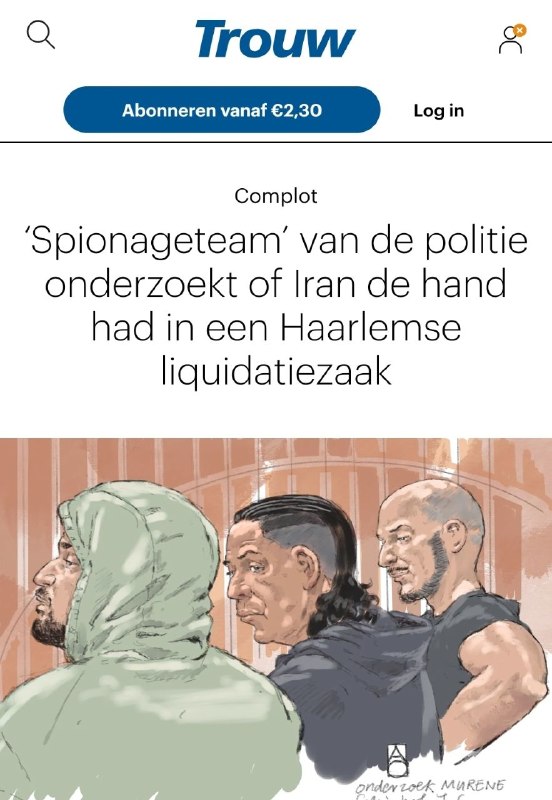 Trouw
Abonneren vanaf €2,30
Log in
Complot
‘Spionageteam’ van de politie
onderzoekt of Iran de hand
had in een Haarlemse
liquidatiezaak
onderzoek MURENE